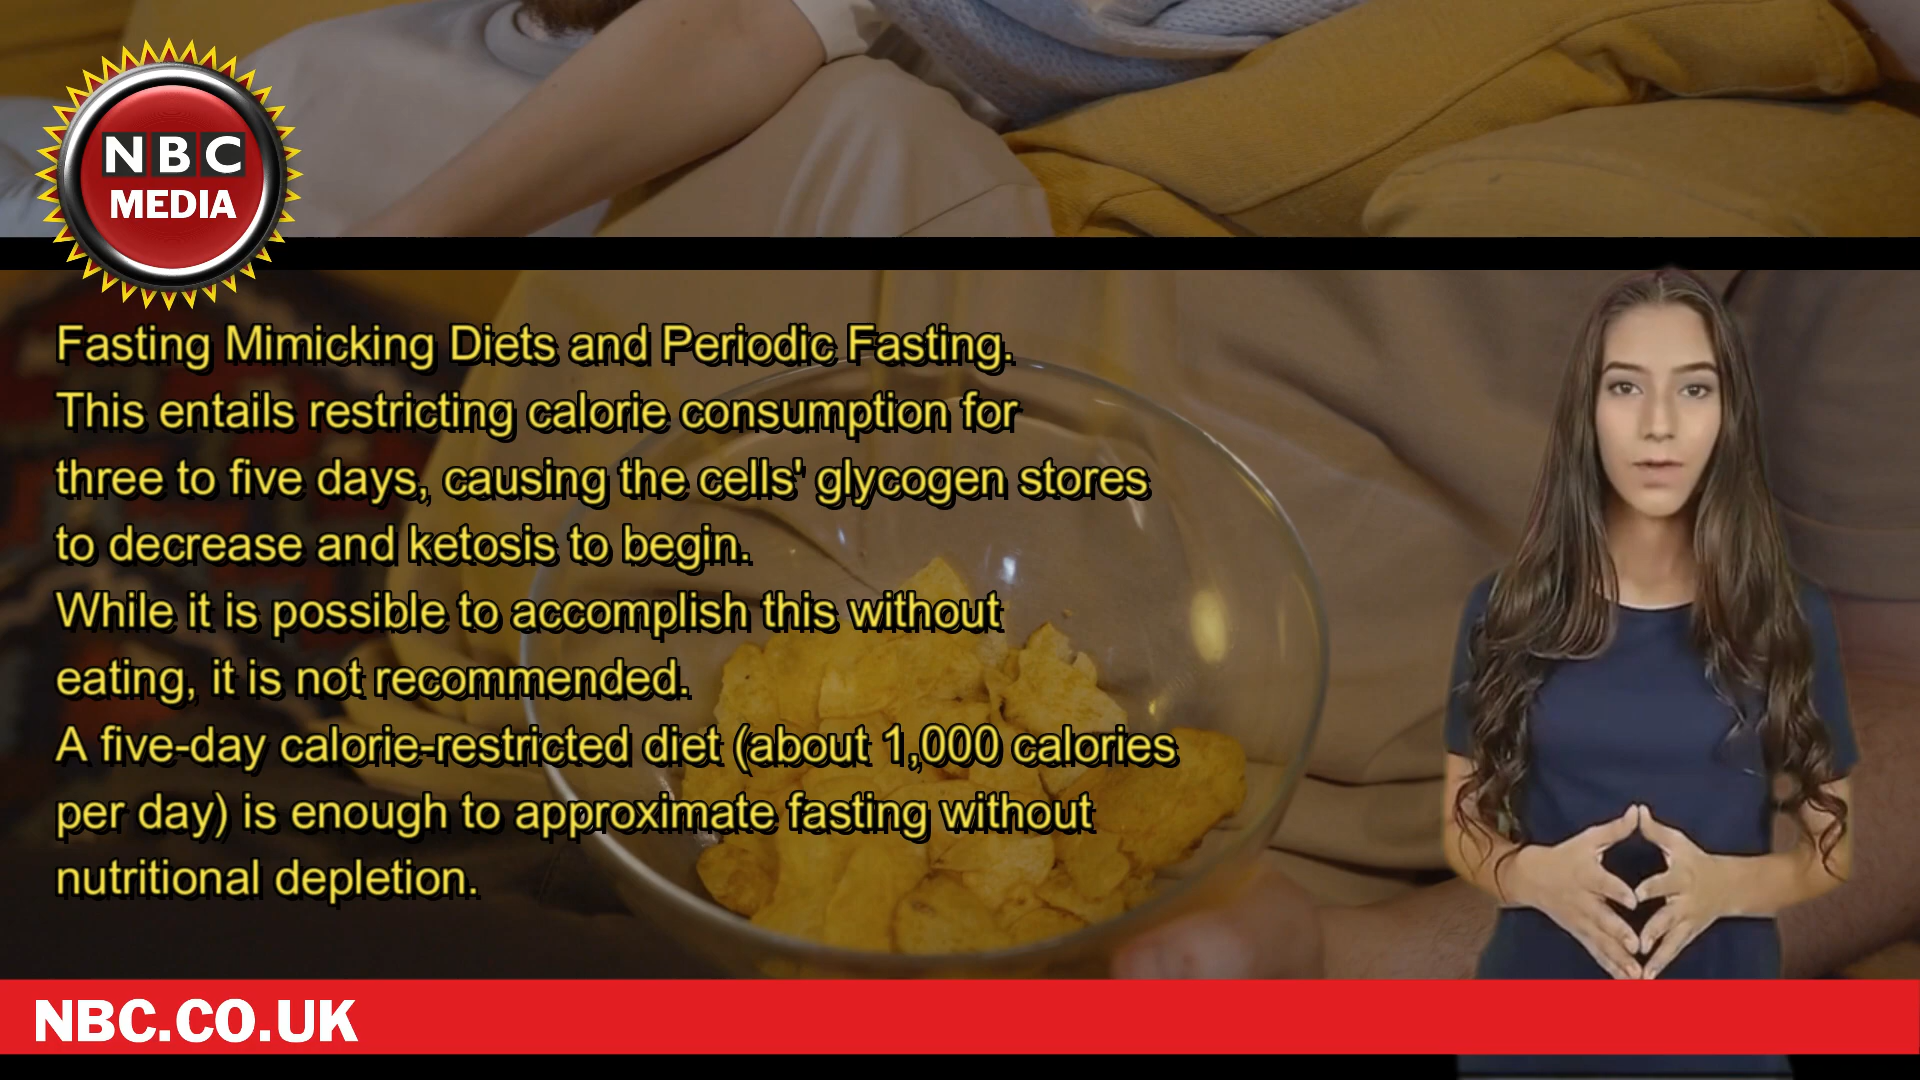 NBC
MEDIA
Fasting Mimicking Diets and Periodic Fasting.
This entails restricting calorie consumption for
three to five days, causing the cells' glycogen stores
to decrease and ketosis to begin.
While it is possible to accomplish this without
eating, it is not recommended.
A five-day calorie-restricted diet (about 1,000 calories
per day) is enough to approximate fasting without
nutritional depletion.
NBC.CO.UK